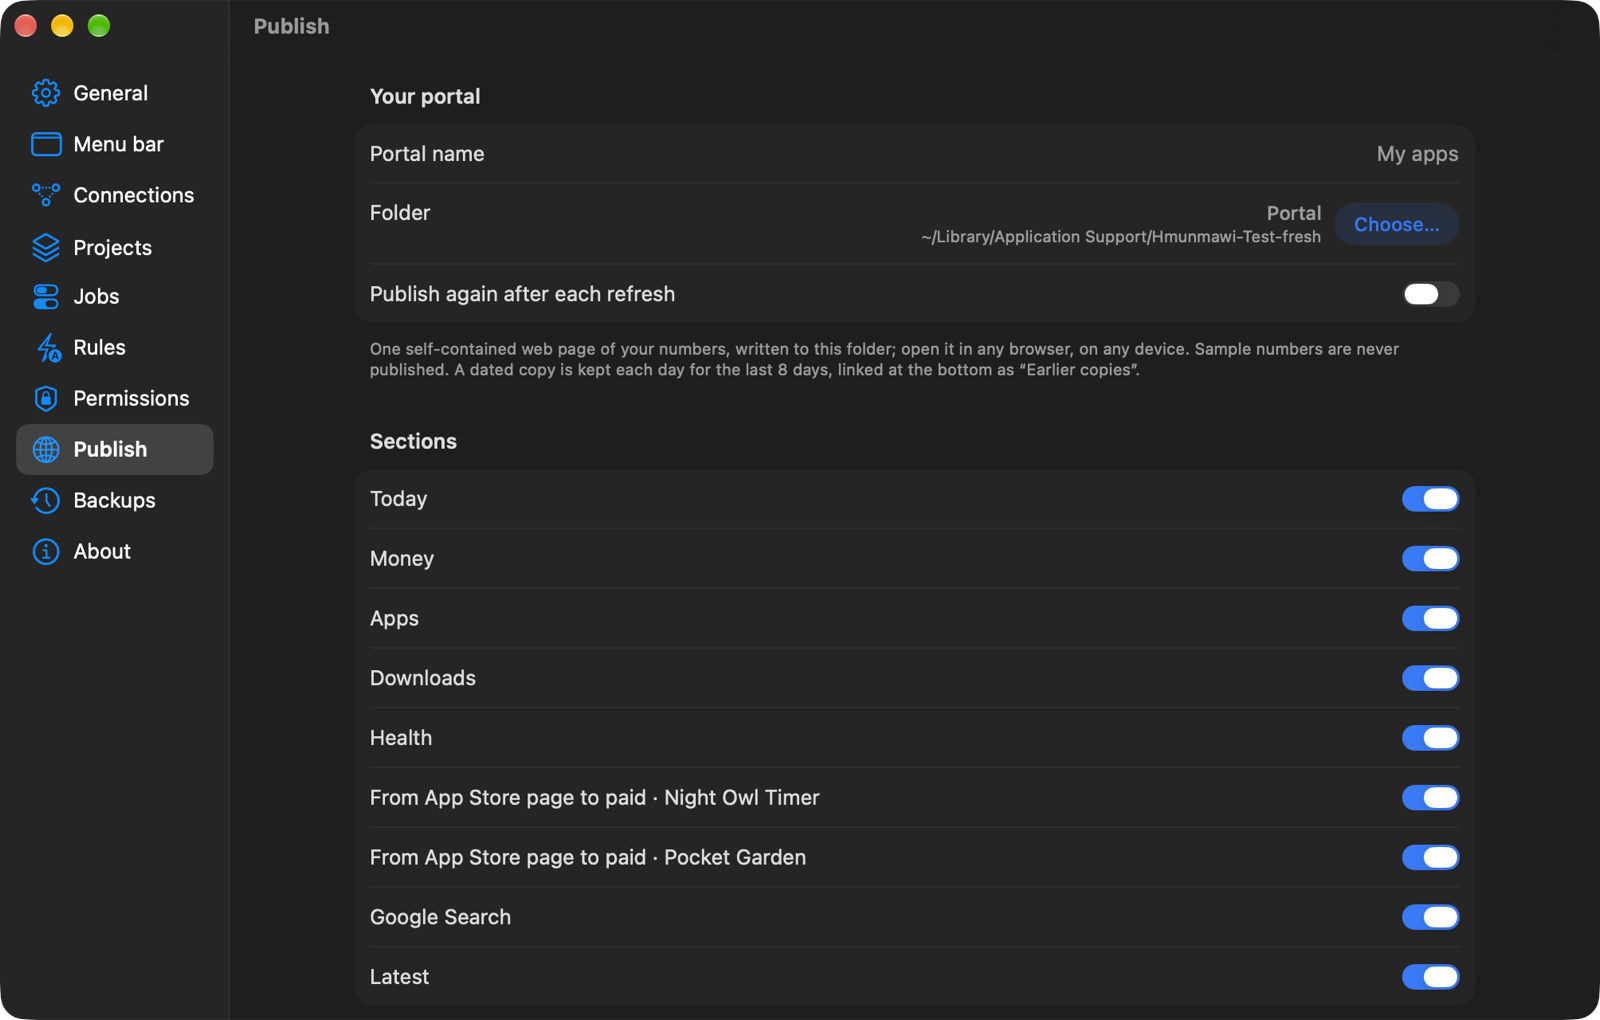 Publish
General
Menu bar
Connections
Projects
Jobs
Rules
Permissions
Publish
Backups
About
Your portal
Portal name
My apps
Folder
Portal
~/Library/Application Support/Hmunmawi-Test-fresh
Choose...
Publish again after each refresh
One self-contained web page of your numbers, written to this folder; open it in any browser, on any device. Sample numbers are never
published. A dated copy is kept each day for the last 8 days, linked at the bottom as “Earlier copies”.
Sections
Today
Money
Apps
Downloads
Health
From App Store page to paid · Night Owl Timer
From App Store page to paid · Pocket Garden
Google Search
Latest